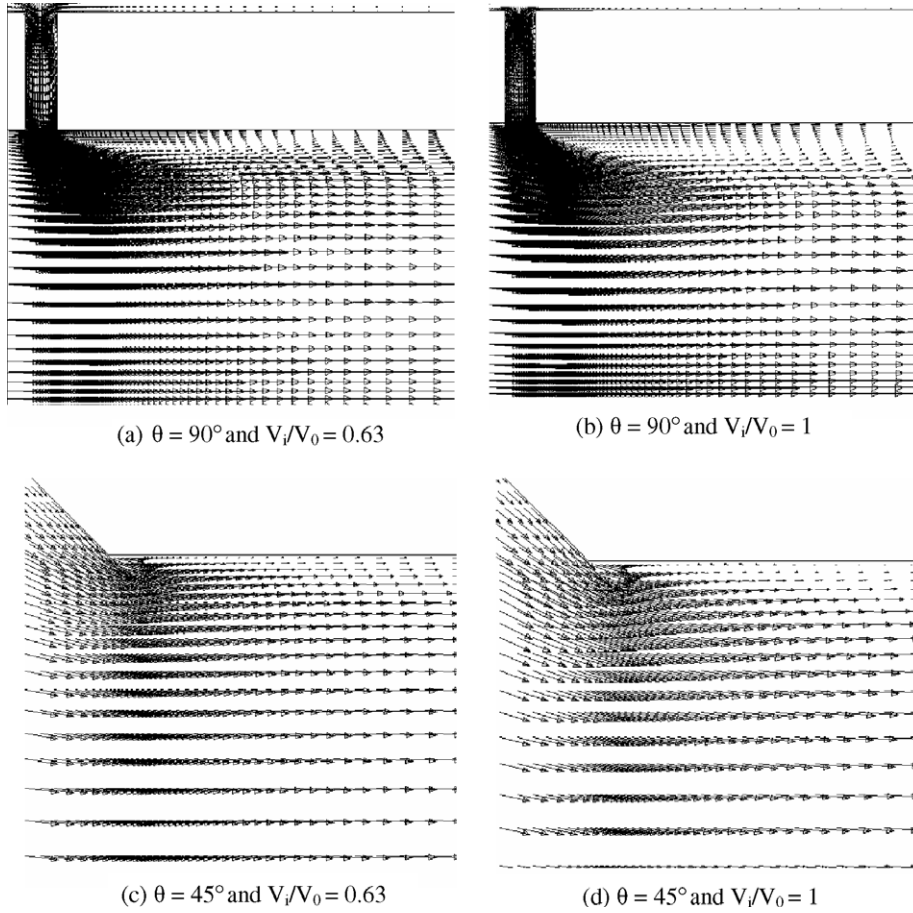 (a) θ = 90° and Vᵢ/V₀ = 0.63
(b) θ = 90° and Vᵢ/V₀ = 1
(c) θ = 45° and Vᵢ/V₀ = 0.63
(d) θ = 45° and Vᵢ/V₀ = 1